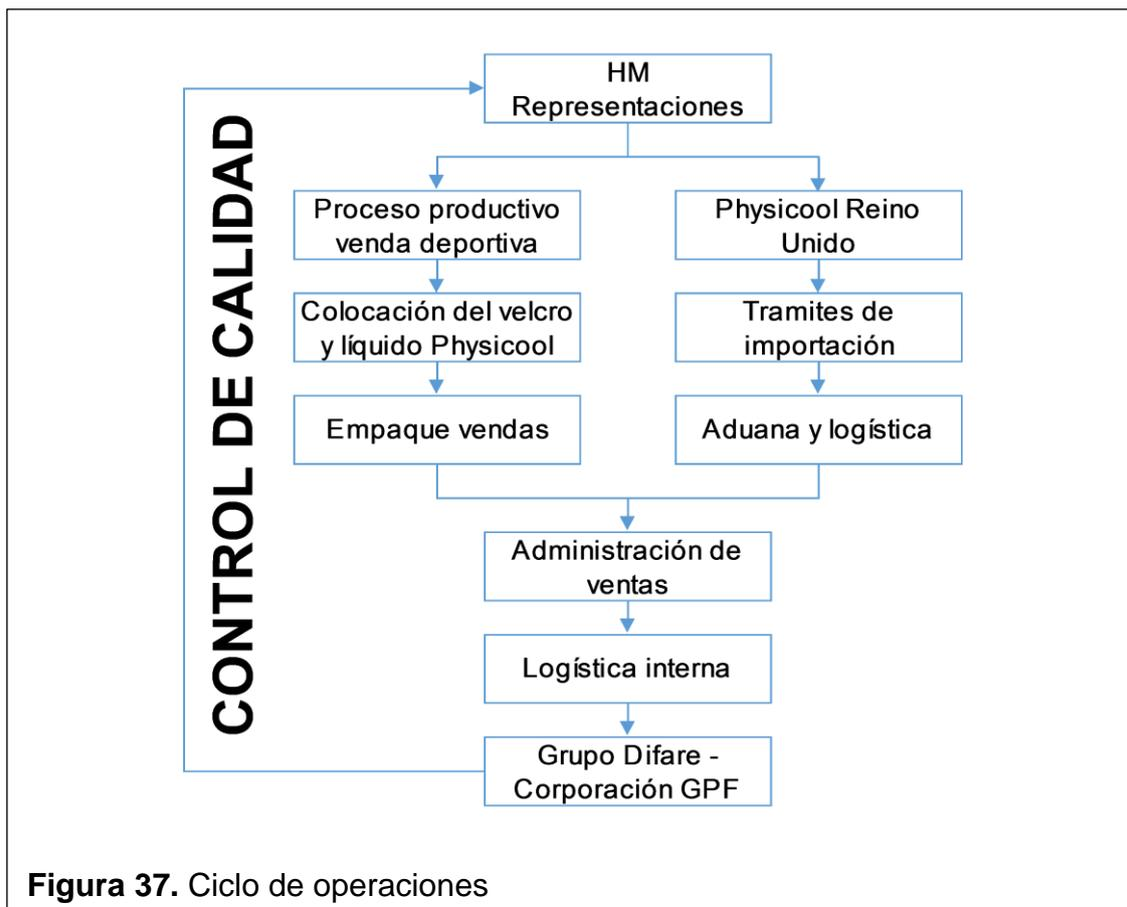 HM
Representaciones
CONTROL DE CALIDAD
Proceso productivo
venda deportiva
Physicool Reino
Unido
Colocación del velcro
y líquido Physicool
Tramites de
importación
Empaque vendas
Aduana y logística
Administración de
ventas
Logística interna
Grupo Difare -
Corporación GPF
Figura 37. Ciclo de operaciones